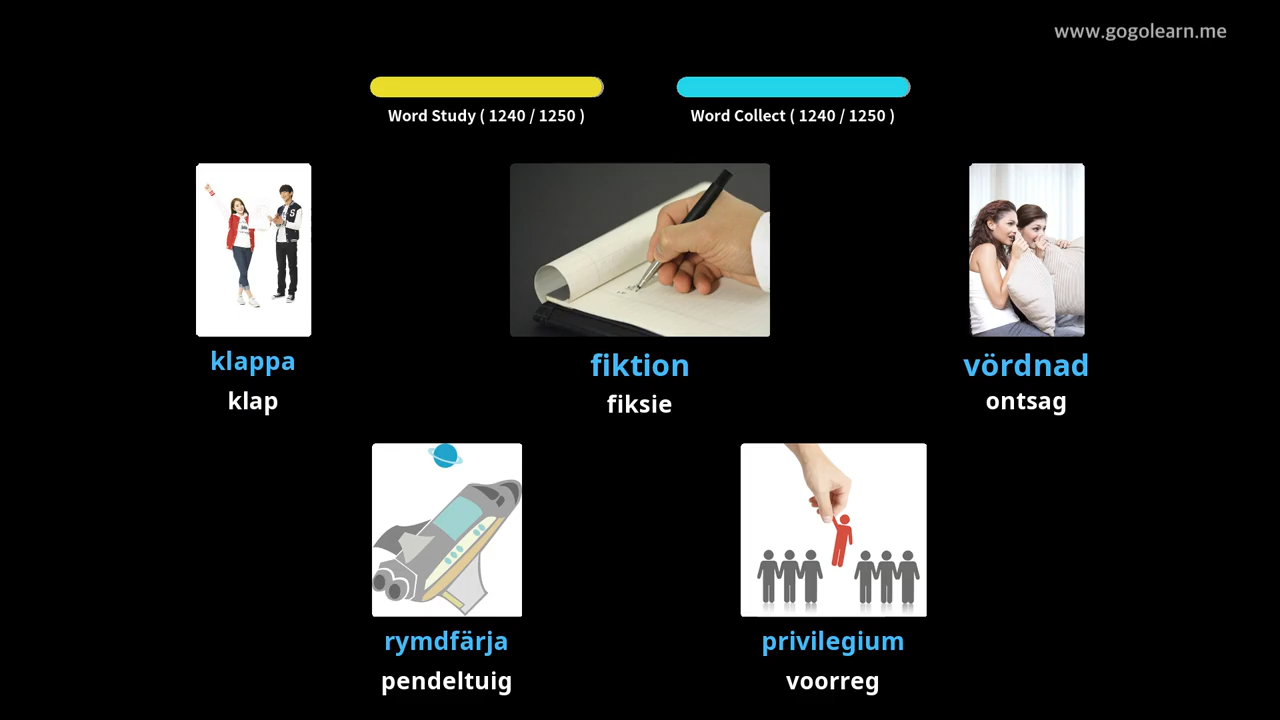 www.gogolearn.me
Word Study ( 1240 / 1250 )
Word Collect ( 1240 / 1250 )
klappa
klap
fiktion
fiksie
vördnad
ontsag
rymdfärja
pendeltuig
privilegium
voorreg